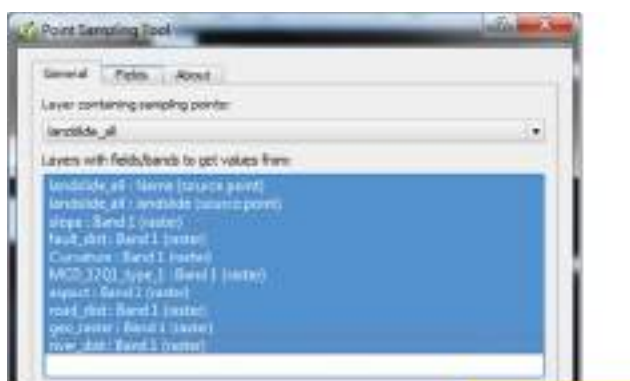 Point Sampling Tool
General Fields About
Layer containing sampling points:
landslide_all
Layers with fields/bands to get values from:
landslide_all : Name (source point)
landslide_all : landslide (source point)
slope : Band 1 (raster)
fault_dist : Band 1 (raster)
Curvature : Band 1 (raster)
MCD_1201_type_1 : Band 1 (raster)
aspect : Band 1 (raster)
road_dist : Band 1 (raster)
geo_raster : Band 1 (raster)
river_dist : Band 1 (raster)